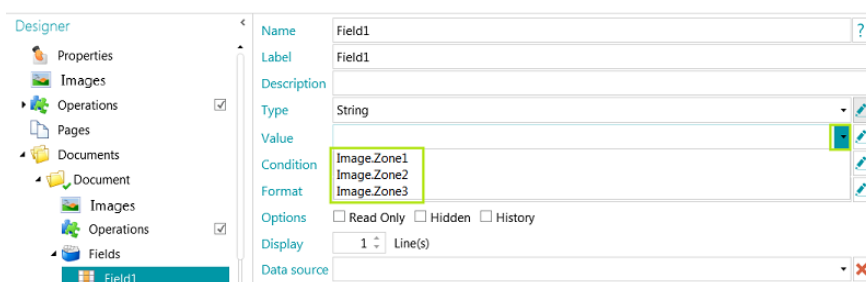 Designer
Properties
Images
Operations
Pages
Documents
Document
Images
Operations
Fields
Field1
Name Field1 ?
Label Field1
Description
Type String
Value
Image.Zone1
Condition Image.Zone2
Format Image.Zone3
Options Read Only Hidden History
Display 1 Line(s)
Data source